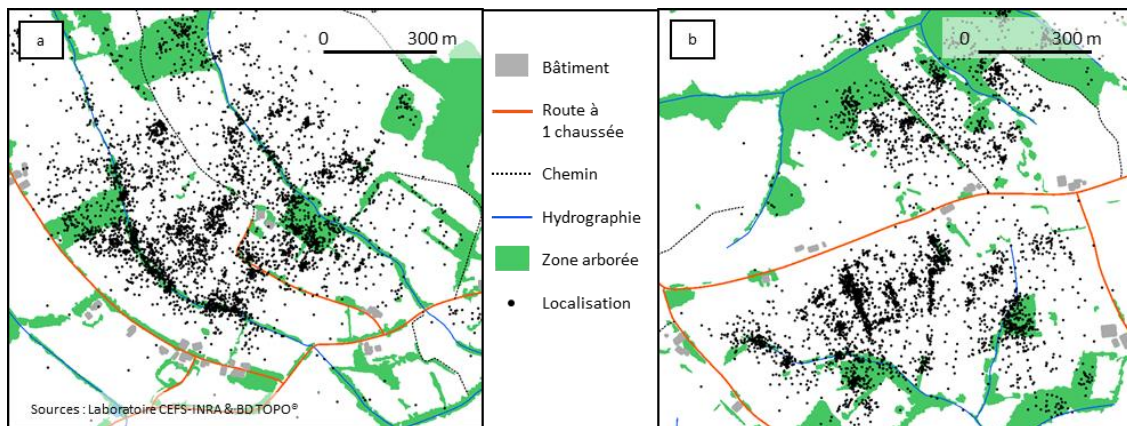 a
0 300 m
Bâtiment
Route à
1 chaussée
Chemin
Hydrographie
Zone arborée
Localisation
Sources : Laboratoire CEFS-INRA & BD TOPO®
b
0 300 m